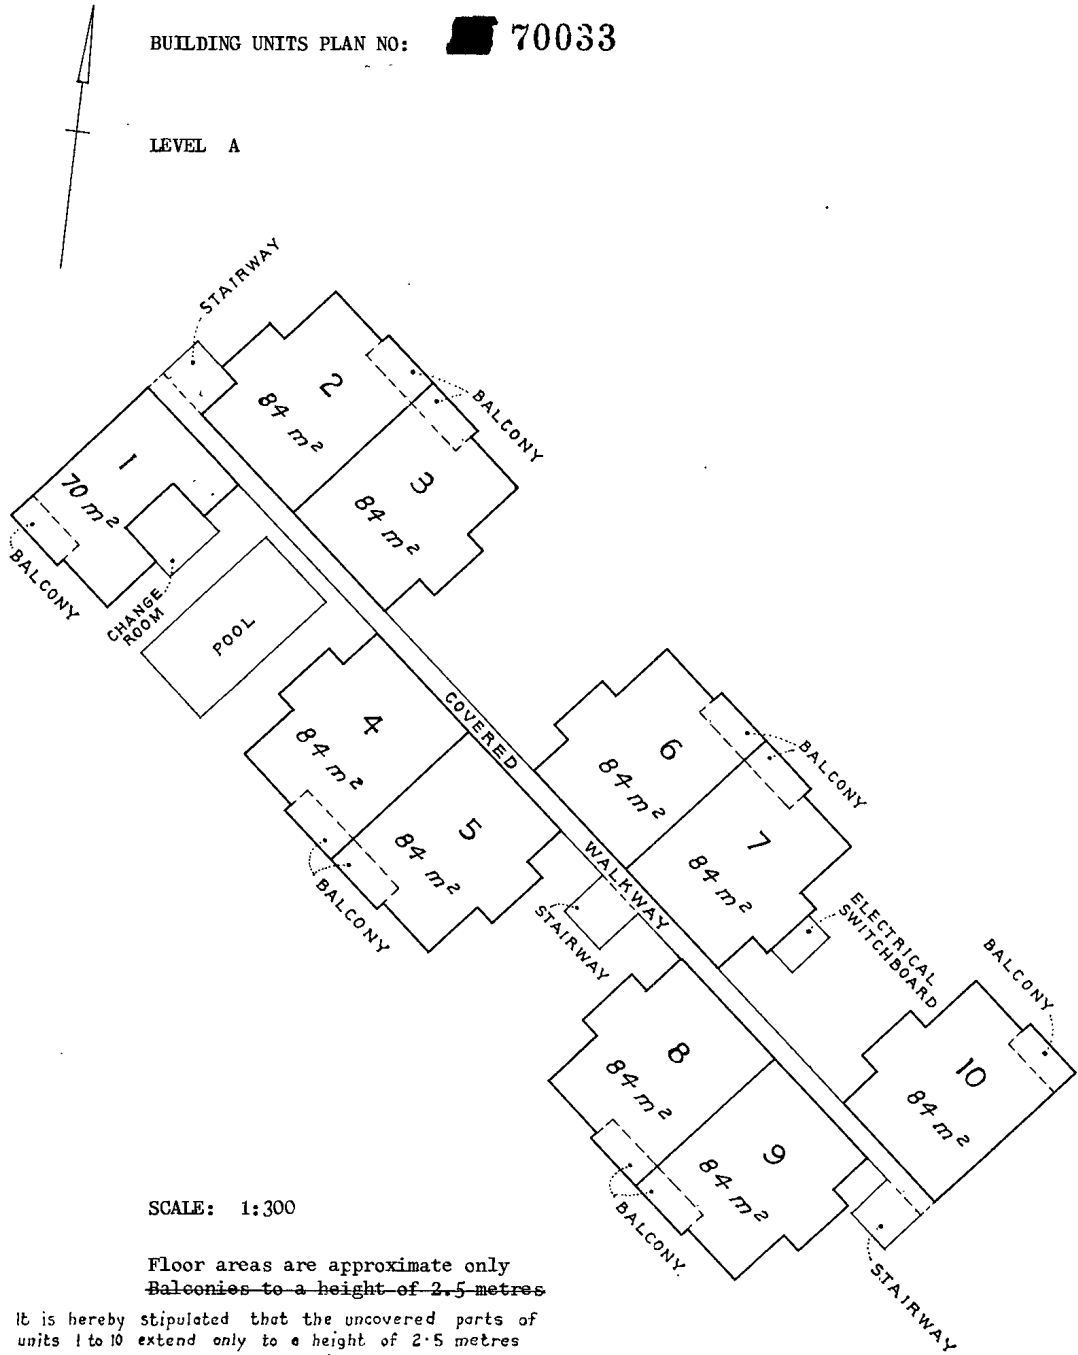 BUILDING UNITS PLAN NO: 70033
LEVEL A
STAIRWAY
2
84 m²
BALCONY
3
84 m²
1
70 m²
BALCONY
CHANGE
ROOM
POOL
4
84 m²
COVERED
5
84 m²
BALCONY
6
84 m²
BALCONY
7
84 m²
WALKWAY
STAIRWAY
ELECTRICAL
SWITCHBOARD
BALCONY
8
84 m²
10
84 m²
9
84 m²
BALCONY.
STAIRWAY
SCALE: 1:300
Floor areas are approximate only
Balconies to a height of 2.5 metres
It is hereby stipulated that the uncovered parts of
units 1 to 10 extend only to a height of 2·5 metres